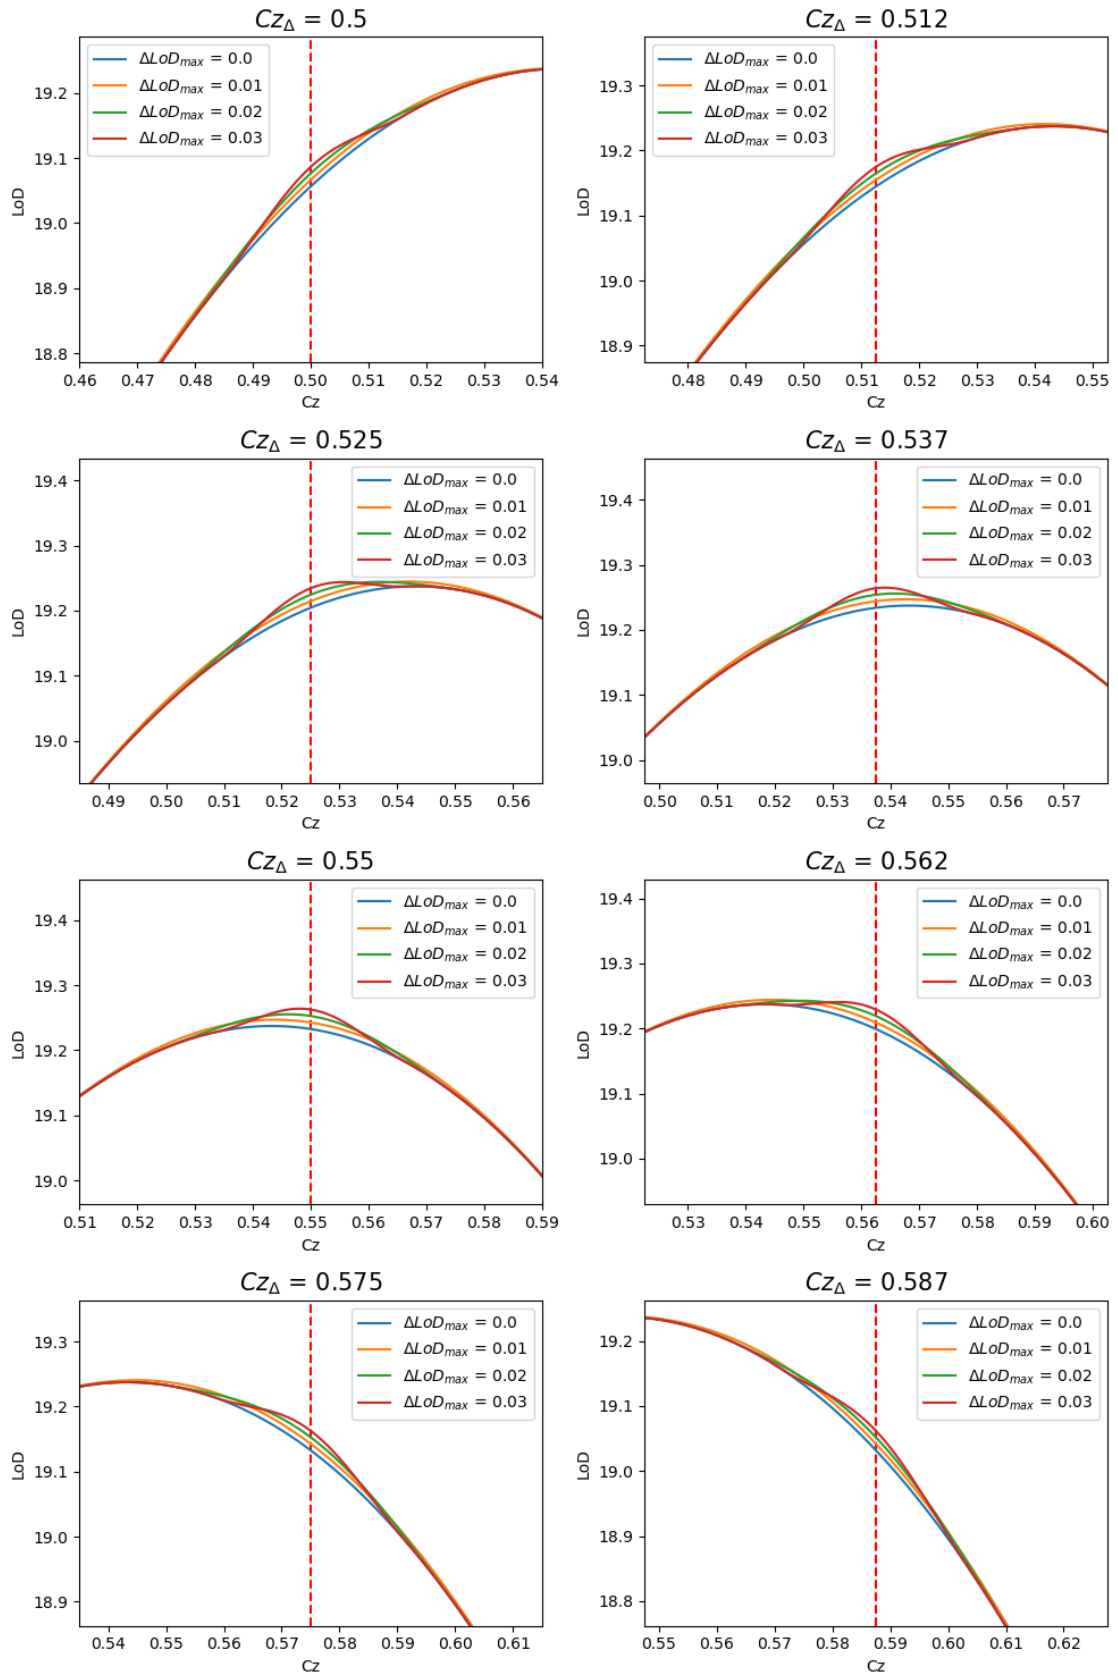 Cz_Δ = 0.5
ΔLoD_max = 0.0
ΔLoD_max = 0.01
ΔLoD_max = 0.02
ΔLoD_max = 0.03
19.2
19.1
19.0
18.9
18.8
LoD
0.46 0.47 0.48 0.49 0.50 0.51 0.52 0.53 0.54
Cz
Cz_Δ = 0.512
ΔLoD_max = 0.0
ΔLoD_max = 0.01
ΔLoD_max = 0.02
ΔLoD_max = 0.03
19.3
19.2
19.1
19.0
18.9
LoD
0.48 0.49 0.50 0.51 0.52 0.53 0.54 0.55
Cz
Cz_Δ = 0.525
ΔLoD_max = 0.0
ΔLoD_max = 0.01
ΔLoD_max = 0.02
ΔLoD_max = 0.03
19.4
19.3
19.2
19.1
19.0
LoD
0.49 0.50 0.51 0.52 0.53 0.54 0.55 0.56
Cz
Cz_Δ = 0.537
ΔLoD_max = 0.0
ΔLoD_max = 0.01
ΔLoD_max = 0.02
ΔLoD_max = 0.03
19.4
19.3
19.2
19.1
19.0
LoD
0.50 0.51 0.52 0.53 0.54 0.55 0.56 0.57
Cz
Cz_Δ = 0.55
ΔLoD_max = 0.0
ΔLoD_max = 0.01
ΔLoD_max = 0.02
ΔLoD_max = 0.03
19.4
19.3
19.2
19.1
19.0
LoD
0.51 0.52 0.53 0.54 0.55 0.56 0.57 0.58 0.59
Cz
Cz_Δ = 0.562
ΔLoD_max = 0.0
ΔLoD_max = 0.01
ΔLoD_max = 0.02
ΔLoD_max = 0.03
19.4
19.3
19.2
19.1
19.0
LoD
0.53 0.54 0.55 0.56 0.57 0.58 0.59 0.60
Cz
Cz_Δ = 0.575
ΔLoD_max = 0.0
ΔLoD_max = 0.01
ΔLoD_max = 0.02
ΔLoD_max = 0.03
19.3
19.2
19.1
19.0
18.9
LoD
0.54 0.55 0.56 0.57 0.58 0.59 0.60 0.61
Cz
Cz_Δ = 0.587
ΔLoD_max = 0.0
ΔLoD_max = 0.01
ΔLoD_max = 0.02
ΔLoD_max = 0.03
19.2
19.1
19.0
18.9
18.8
LoD
0.55 0.56 0.57 0.58 0.59 0.60 0.61 0.62
Cz